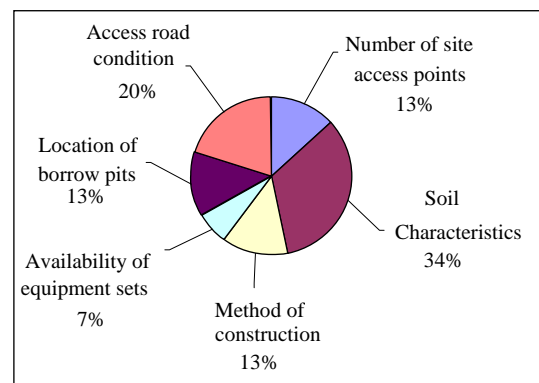 Access road
condition
20%
Number of site
access points
13%
Location of
borrow pits
13%
Soil
Characteristics
34%
Availability of
equipment sets
7%
Method of
construction
13%